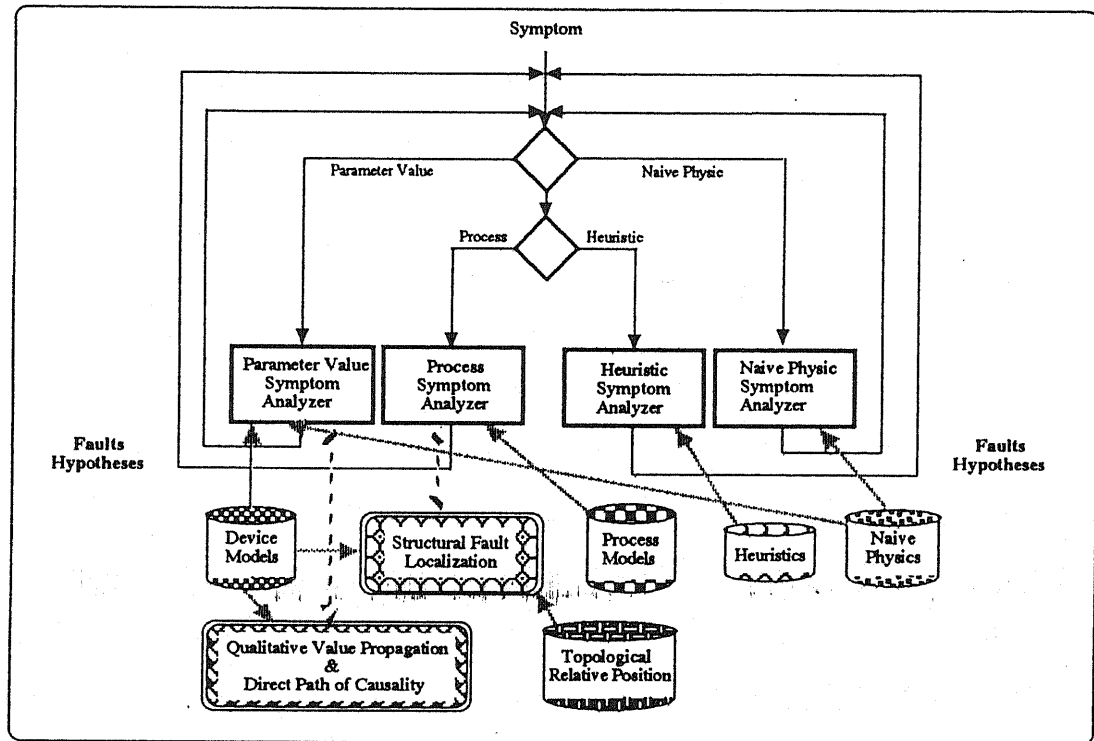 Symptom
Parameter Value
Naive Physic
Process
Heuristic
Parameter Value
Symptom
Analyzer
Process
Symptom
Analyzer
Heuristic
Symptom
Analyzer
Naive Physic
Symptom
Analyzer
Faults
Hypotheses
Faults
Hypotheses
Device
Models
Structural Fault
Localization
Process
Models
Heuristics
Naive
Physics
Qualitative Value Propagation
&
Direct Path of Causality
Topological
Relative Position